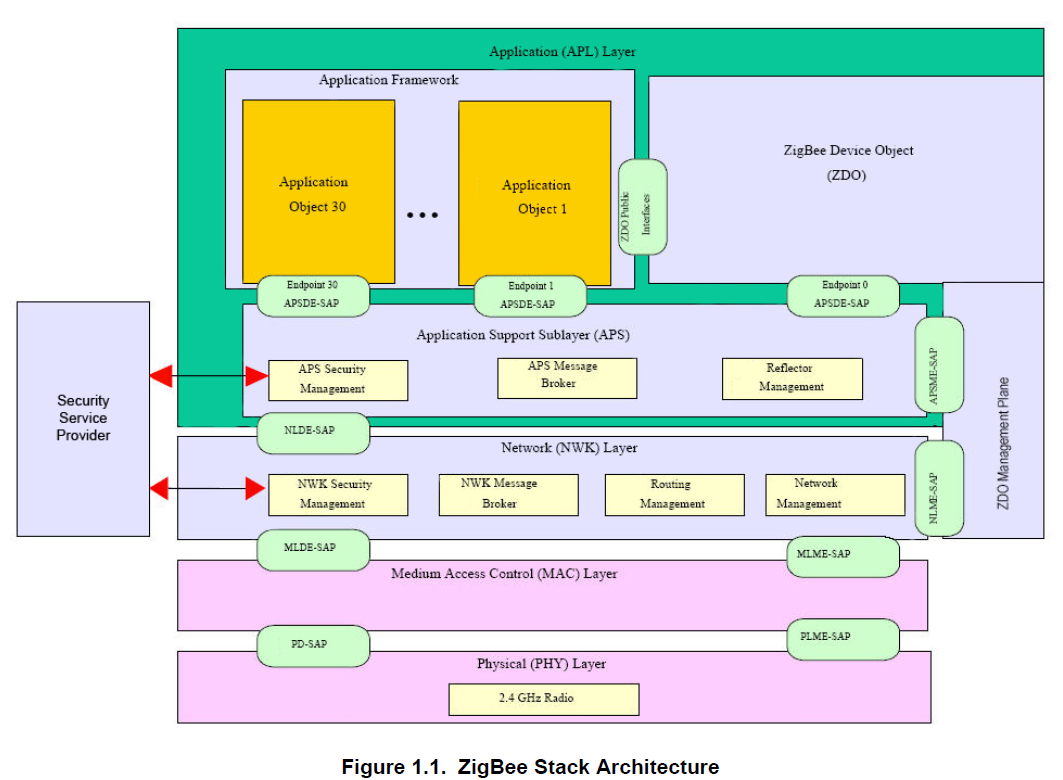 Application (APL) Layer
Application Framework
Application
Object 30
...
Application
Object 1
ZDO Public
Interfaces
ZigBee Device Object
(ZDO)
Endpoint 30
APSDE-SAP
Endpoint 1
APSDE-SAP
Endpoint 0
APSDE-SAP
Application Support Sublayer (APS)
APS Security
Management
APS Message
Broker
Reflector
Management
APSME-SAP
Security
Service
Provider
ZDO Management Plane
NLDE-SAP
Network (NWK) Layer
NWK Security
Management
NWK Message
Broker
Routing
Management
Network
Management
NLME-SAP
MLDE-SAP
MLME-SAP
Medium Access Control (MAC) Layer
PD-SAP
PLME-SAP
Physical (PHY) Layer
2.4 GHz Radio
Figure 1.1. ZigBee Stack Architecture